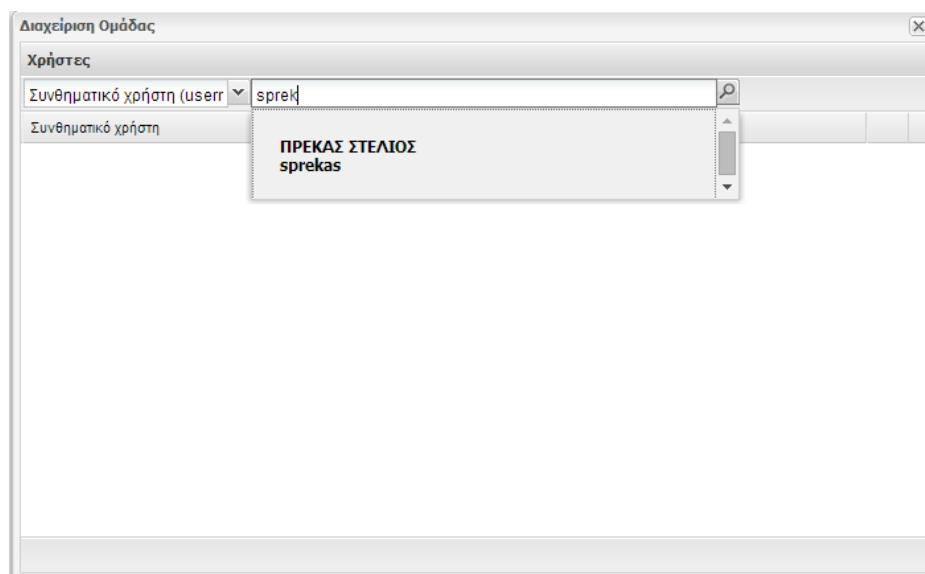 Διαχείριση Ομάδας
Χρήστες
Συνθηματικό χρήστη (userr sprek
Συνθηματικό χρήστη
ΠΡΕΚΑΣ ΣΤΕΛΙΟΣ
sprekas